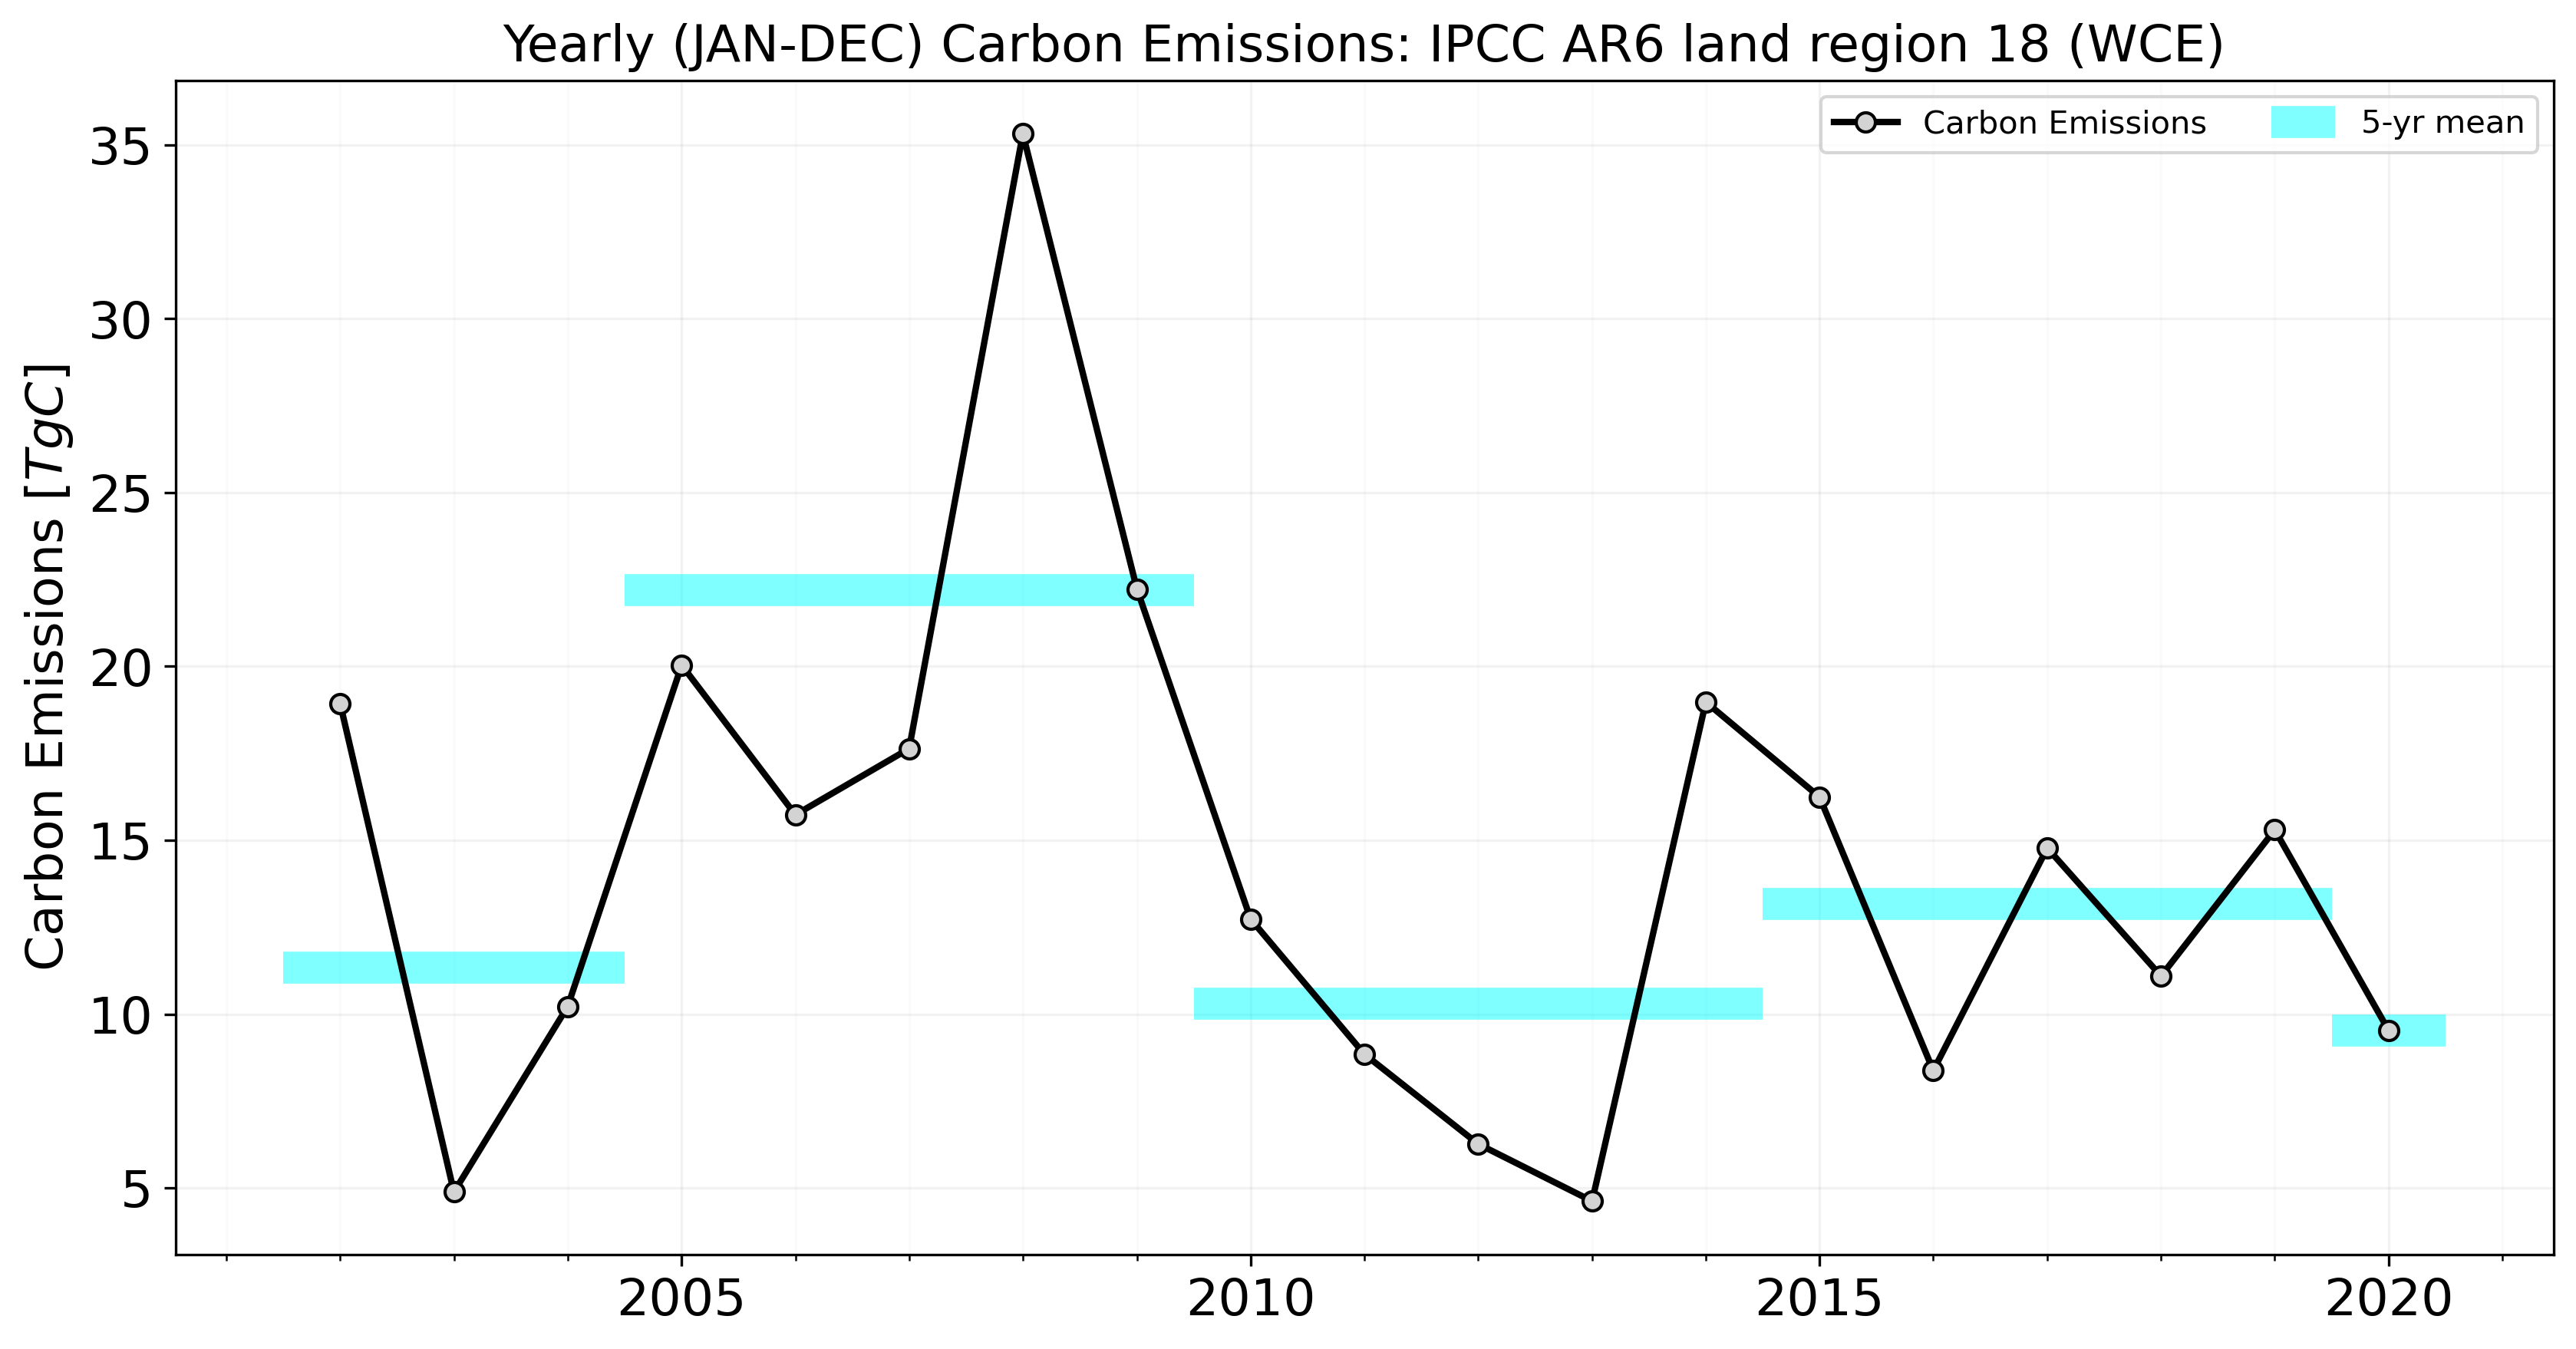 Yearly (JAN-DEC) Carbon Emissions: IPCC AR6 land region 18 (WCE)
Carbon Emissions
5-yr mean
Carbon Emissions [TgC]
35
30
25
20
15
10
5
2005
2010
2015
2020